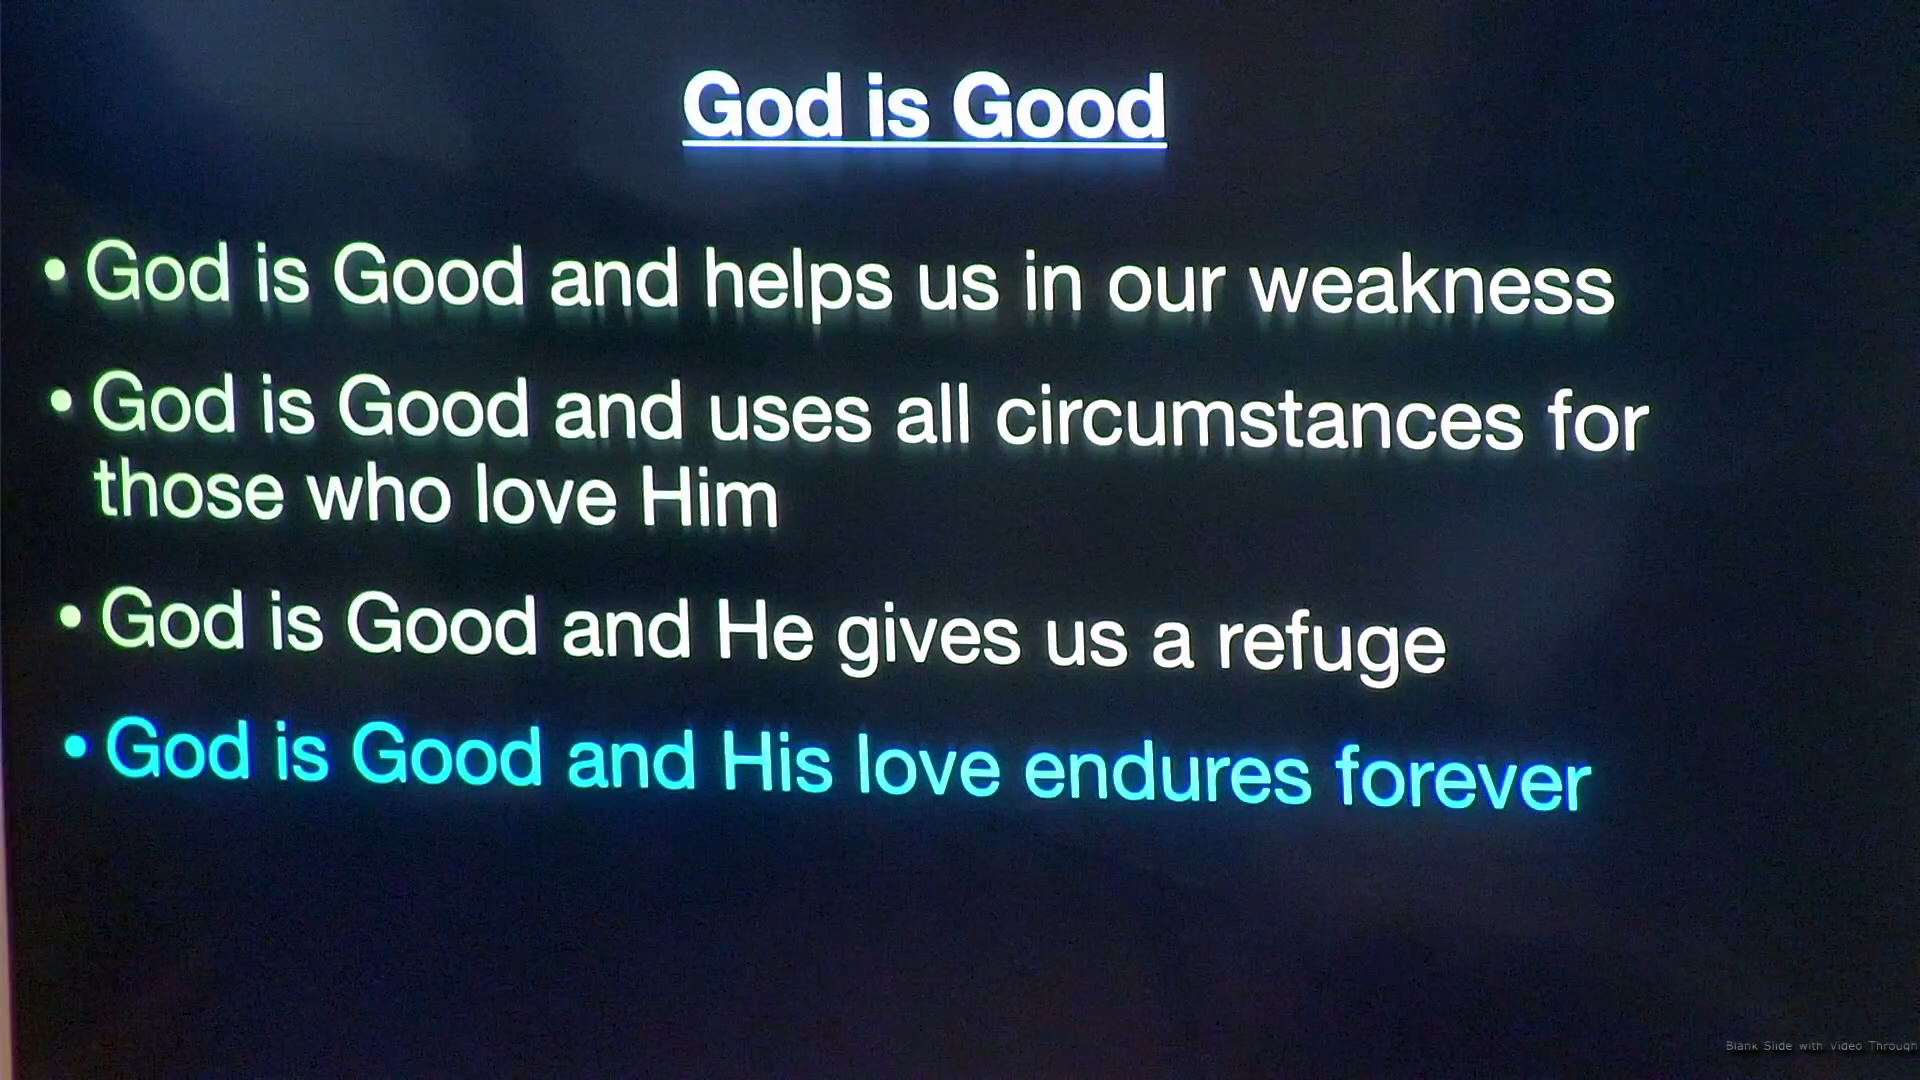 God is Good
• God is Good and helps us in our weakness
• God is Good and uses all circumstances for
those who love Him
• God is Good and He gives us a refuge
• God is Good and His love endures forever
Blank Slide with Video Through